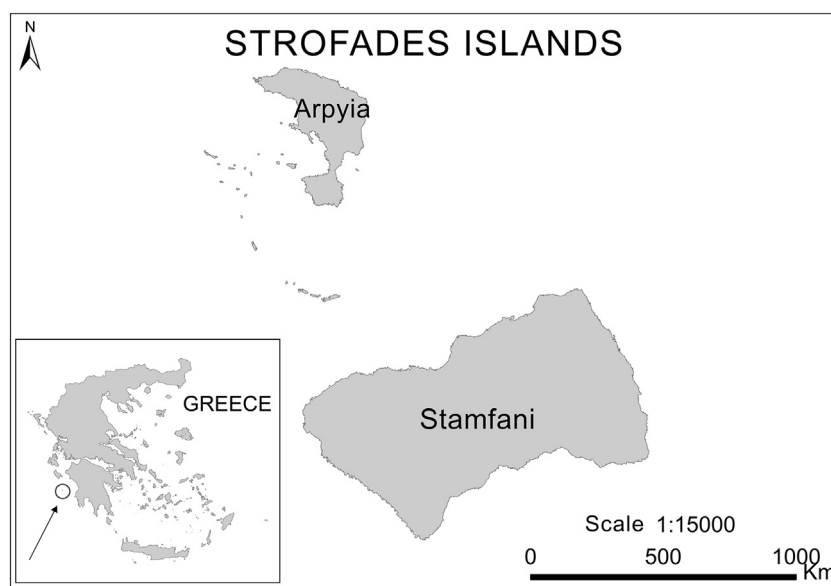 N
STROFADES ISLANDS
Arpyia
GREECE
Stamfani
Scale 1:15000
0 500 1000
Km